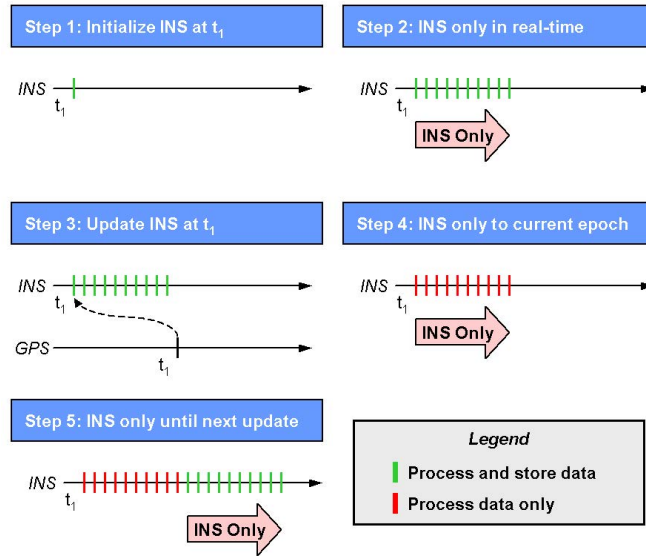 Step 1: Initialize INS at t1
INS
t1
Step 2: INS only in real-time
INS
t1
INS Only
Step 3: Update INS at t1
INS
t1
GPS
t1
Step 4: INS only to current epoch
INS
t1
INS Only
Step 5: INS only until next update
INS
t1
INS Only
Legend
Process and store data
Process data only